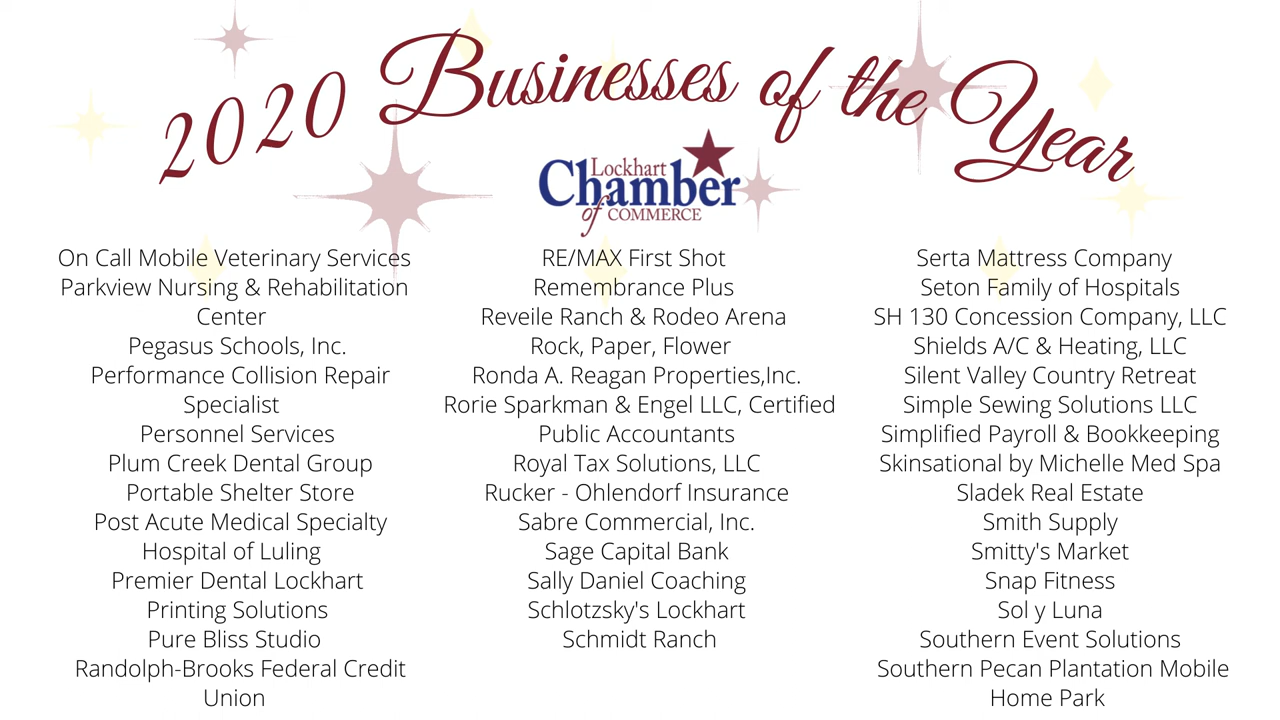 2020 Businesses of the Year
Lockhart
Chamber
of COMMERCE
On Call Mobile Veterinary Services
Parkview Nursing & Rehabilitation
Center
Pegasus Schools, Inc.
Performance Collision Repair
Specialist
Personnel Services
Plum Creek Dental Group
Portable Shelter Store
Post Acute Medical Specialty
Hospital of Luling
Premier Dental Lockhart
Printing Solutions
Pure Bliss Studio
Randolph-Brooks Federal Credit
Union
RE/MAX First Shot
Remembrance Plus
Reveile Ranch & Rodeo Arena
Rock, Paper, Flower
Ronda A. Reagan Properties,Inc.
Rorie Sparkman & Engel LLC, Certified
Public Accountants
Royal Tax Solutions, LLC
Rucker - Ohlendorf Insurance
Sabre Commercial, Inc.
Sage Capital Bank
Sally Daniel Coaching
Schlotzsky's Lockhart
Schmidt Ranch
Serta Mattress Company
Seton Family of Hospitals
SH 130 Concession Company, LLC
Shields A/C & Heating, LLC
Silent Valley Country Retreat
Simple Sewing Solutions LLC
Simplified Payroll & Bookkeeping
Skinsational by Michelle Med Spa
Sladek Real Estate
Smith Supply
Smitty's Market
Snap Fitness
Sol y Luna
Southern Event Solutions
Southern Pecan Plantation Mobile
Home Park